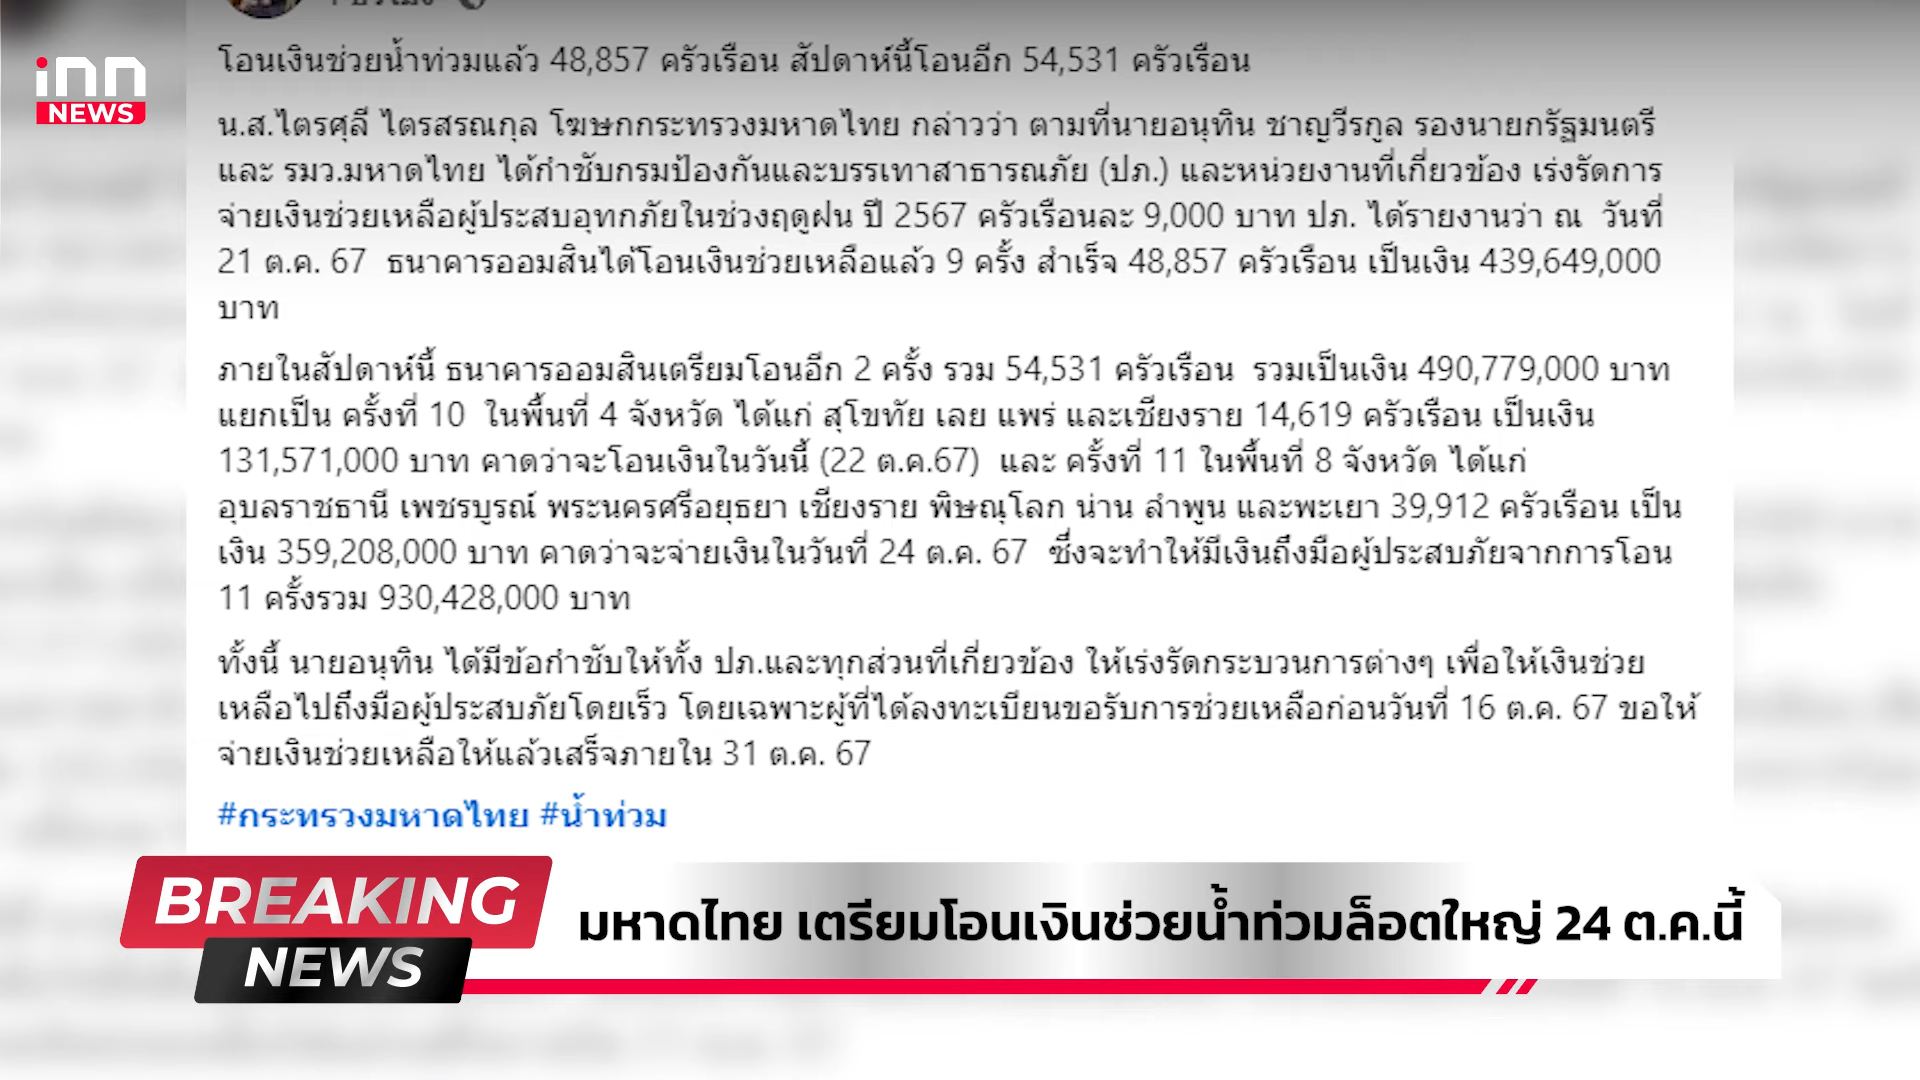 inn
NEWS
โอนเงินช่วยน้ำท่วมแล้ว 48,857 ครัวเรือน สัปดาห์นี้โอนอีก 54,531 ครัวเรือน
น.ส.ไตรศุลี ไตรสรณกุล โฆษกกระทรวงมหาดไทย กล่าวว่า ตามที่นายอนุทิน ชาญวีรกูล รองนายกรัฐมนตรี
และ รมว.มหาดไทย ได้กำชับกรมป้องกันและบรรเทาสาธารณภัย (ปภ.) และหน่วยงานที่เกี่ยวข้อง เร่งรัดการ
จ่ายเงินช่วยเหลือผู้ประสบอุทกภัยในช่วงฤดูฝน ปี 2567 ครัวเรือนละ 9,000 บาท ปภ. ได้รายงานว่า ณ วันที่
21 ต.ค. 67 ธนาคารออมสินได้โอนเงินช่วยเหลือแล้ว 9 ครั้ง สำเร็จ 48,857 ครัวเรือน เป็นเงิน 439,649,000
บาท
ภายในสัปดาห์นี้ ธนาคารออมสินเตรียมโอนอีก 2 ครั้ง รวม 54,531 ครัวเรือน รวมเป็นเงิน 490,779,000 บาท
แยกเป็น ครั้งที่ 10 ในพื้นที่ 4 จังหวัด ได้แก่ สุโขทัย เลย แพร่ และเชียงราย 14,619 ครัวเรือน เป็นเงิน
131,571,000 บาท คาดว่าจะโอนเงินในวันนี้ (22 ต.ค.67) และ ครั้งที่ 11 ในพื้นที่ 8 จังหวัด ได้แก่
อุบลราชธานี เพชรบูรณ์ พระนครศรีอยุธยา เชียงราย พิษณุโลก น่าน ลำพูน และพะเยา 39,912 ครัวเรือน เป็น
เงิน 359,208,000 บาท คาดว่าจะจ่ายเงินในวันที่ 24 ต.ค. 67 ซึ่งจะทำให้มีเงินถึงมือผู้ประสบภัยจากการโอน
11 ครั้งรวม 930,428,000 บาท
ทั้งนี้ นายอนุทิน ได้มีข้อกำชับให้ทั้ง ปภ.และทุกส่วนที่เกี่ยวข้อง ให้เร่งรัดกระบวนการต่างๆ เพื่อให้เงินช่วย
เหลือไปถึงมือผู้ประสบภัยโดยเร็ว โดยเฉพาะผู้ที่ได้ลงทะเบียนขอรับการช่วยเหลือก่อนวันที่ 16 ต.ค. 67 ขอให้
จ่ายเงินช่วยเหลือให้แล้วเสร็จภายใน 31 ต.ค. 67
#กระทรวงมหาดไทย #น้ำท่วม
BREAKING
NEWS
มหาดไทย เตรียมโอนเงินช่วยน้ำท่วมล็อตใหญ่ 24 ต.ค.นี้